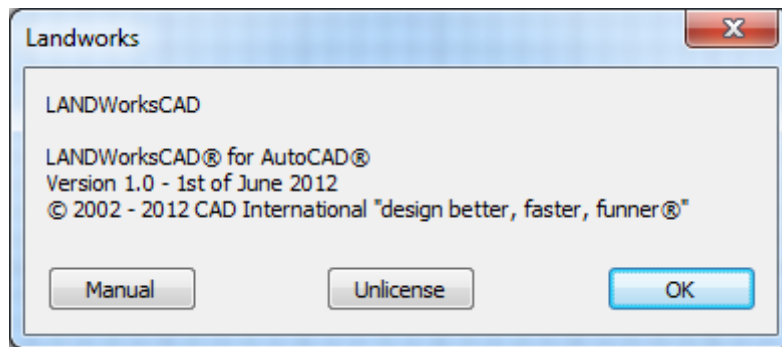 Landworks
LANDWorksCAD
LANDWorksCAD® for AutoCAD®
Version 1.0 - 1st of June 2012
© 2002 - 2012 CAD International "design better, faster, funner®"
Manual Unlicense OK